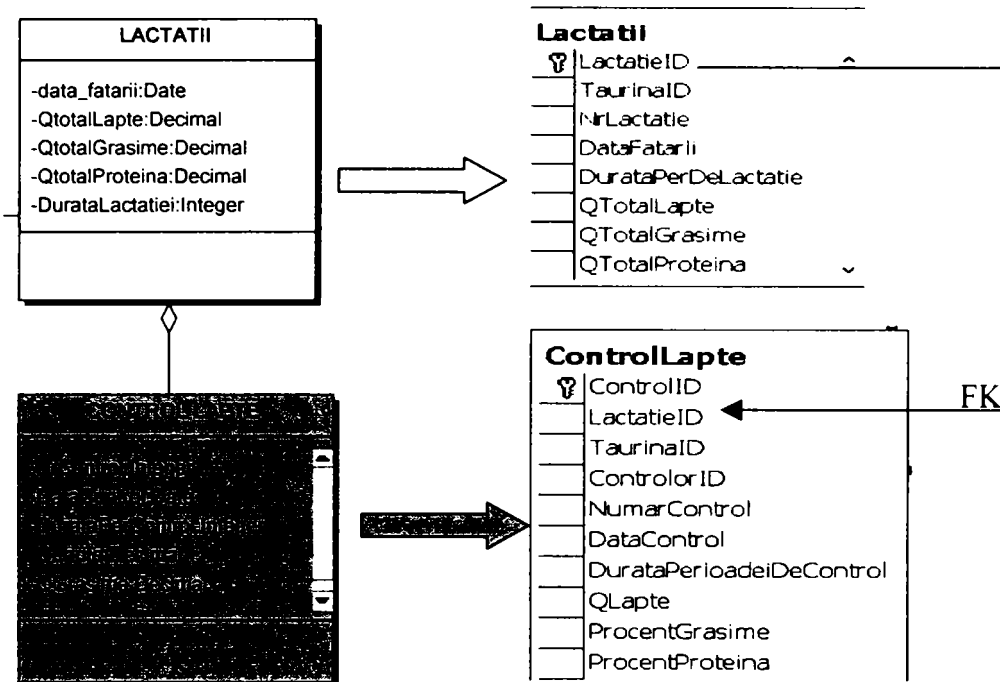 LACTATII
-data_fatarii:Date
-QtotalLapte:Decimal
-QtotalGrasime:Decimal
-QtotalProteina:Decimal
-DurataLactatiei:Integer
Lactatii
LactatieID
TaurinaID
NrLactatie
DataFatarii
DurataPerDeLactatie
QTotalLapte
QTotalGrasime
QTotalProteina
CONTROLLAPTE
ControlLapte
ControlID
LactatieID
FK
TaurinaID
ControlorID
NumarControl
DataControl
DurataPerioadeiDeControl
QLapte
ProcentGrasime
ProcentProteina